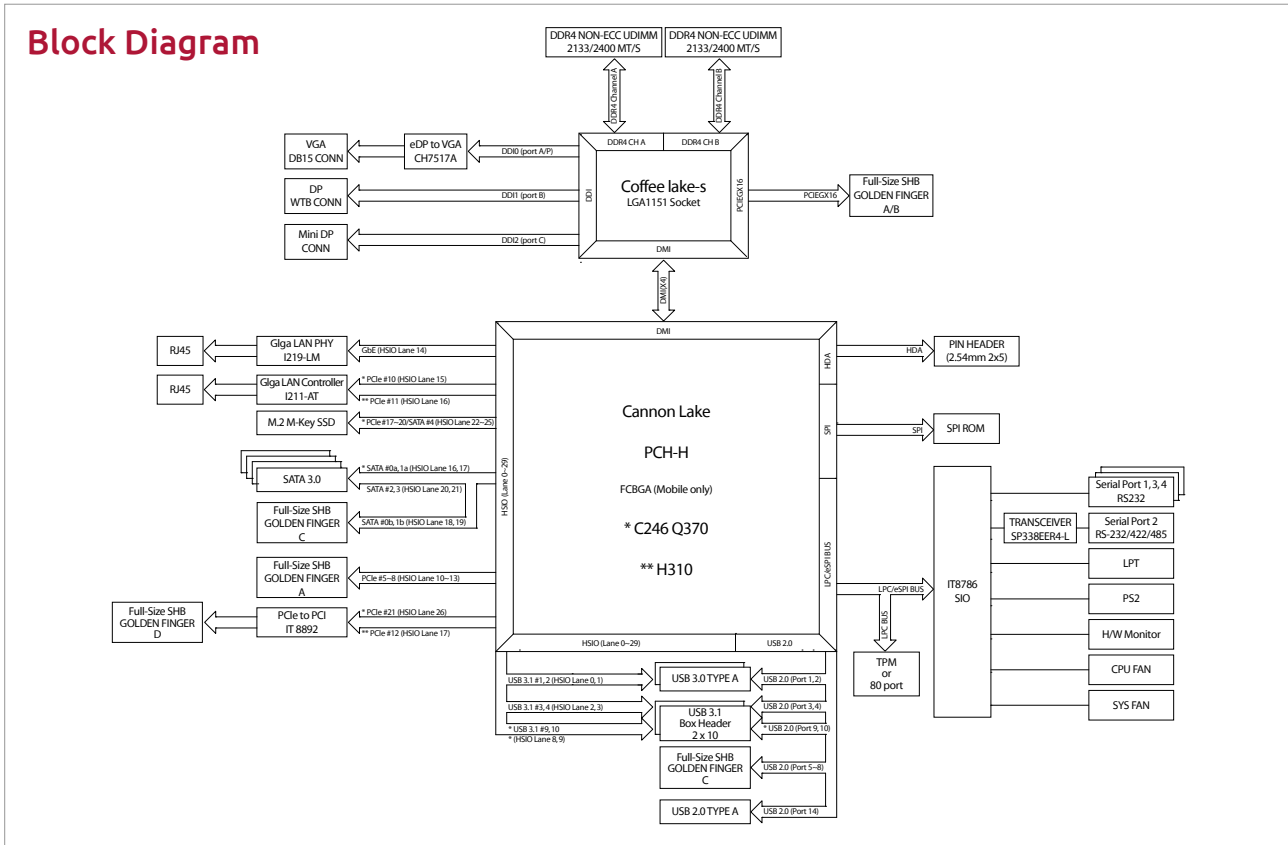 Block Diagram
DDR4 NON-ECC UDIMM
2133/2400 MT/S
DDR4 NON-ECC UDIMM
2133/2400 MT/S
DDR4 Channel A
DDR4 Channel B
DDR4 CH A
DDR4 CH B
VGA
DB15 CONN
eDP to VGA
CH7517A
DDI0 (port A/P)
DP
WTB CONN
DDI1 (port B)
Mini DP
CONN
DDI2 (port C)
DDI
Coffee lake-s
LGA1151 Socket
PCIEGX16
PCIEGX16
Full-Size SHB
GOLDEN FINGER
A/B
DMI
DMI(X4)
DMI
RJ45
GIga LAN PHY
I219-LM
GbE (HSIO Lane 14)
RJ45
GIga LAN Controller
I211-AT
* PCIe #10 (HSIO Lane 15)
** PCIe #11 (HSIO Lane 16)
M.2 M-Key SSD
* PCIe #17~20/SATA #4 (HSIO Lane 22~25)
SATA 3.0
* SATA #0a, 1a (HSIO Lane 16, 17)
SATA #2, 3 (HSIO Lane 20, 21)
Full-Size SHB
GOLDEN FINGER
C
SATA #0b, 1b (HSIO Lane 18, 19)
Full-Size SHB
GOLDEN FINGER
A
PCIe #5~8 (HSIO Lane 10~13)
Full-Size SHB
GOLDEN FINGER
D
PCIe to PCI
IT 8892
* PCIe #21 (HSIO Lane 26)
** PCIe #12 (HSIO Lane 17)
HSIO (Lane 0~29)
Cannon Lake
PCH-H
FCBGA (Mobile only)
* C246 Q370
** H310
HDA
HDA
PIN HEADER
(2.54mm 2x5)
SPI
SPI
SPI ROM
LPC/eSPI BUS
LPC/eSPI BUS
LPC BUS
TPM
or
80 port
IT8786
SIO
Serial Port 1, 3, 4
RS232
TRANSCEIVER
SP338EER4-L
Serial Port 2
RS-232/422/485
LPT
PS2
H/W Monitor
CPU FAN
SYS FAN
HSIO (Lane 0~29)
USB 2.0
USB 3.1 #1, 2 (HSIO Lane 0, 1)
USB 3.0 TYPE A
USB 2.0 (Port 1, 2)
USB 3.1 #3, 4 (HSIO Lane 2, 3)
USB 2.0 (Port 3, 4)
USB 3.1
Box Header
2 x 10
* USB 3.1 #9, 10
* (HSIO Lane 8, 9)
* USB 2.0 (Port 9, 10)
Full-Size SHB
GOLDEN FINGER
C
USB 2.0 (Port 5~8)
USB 2.0 TYPE A
USB 2.0 (Port 14)